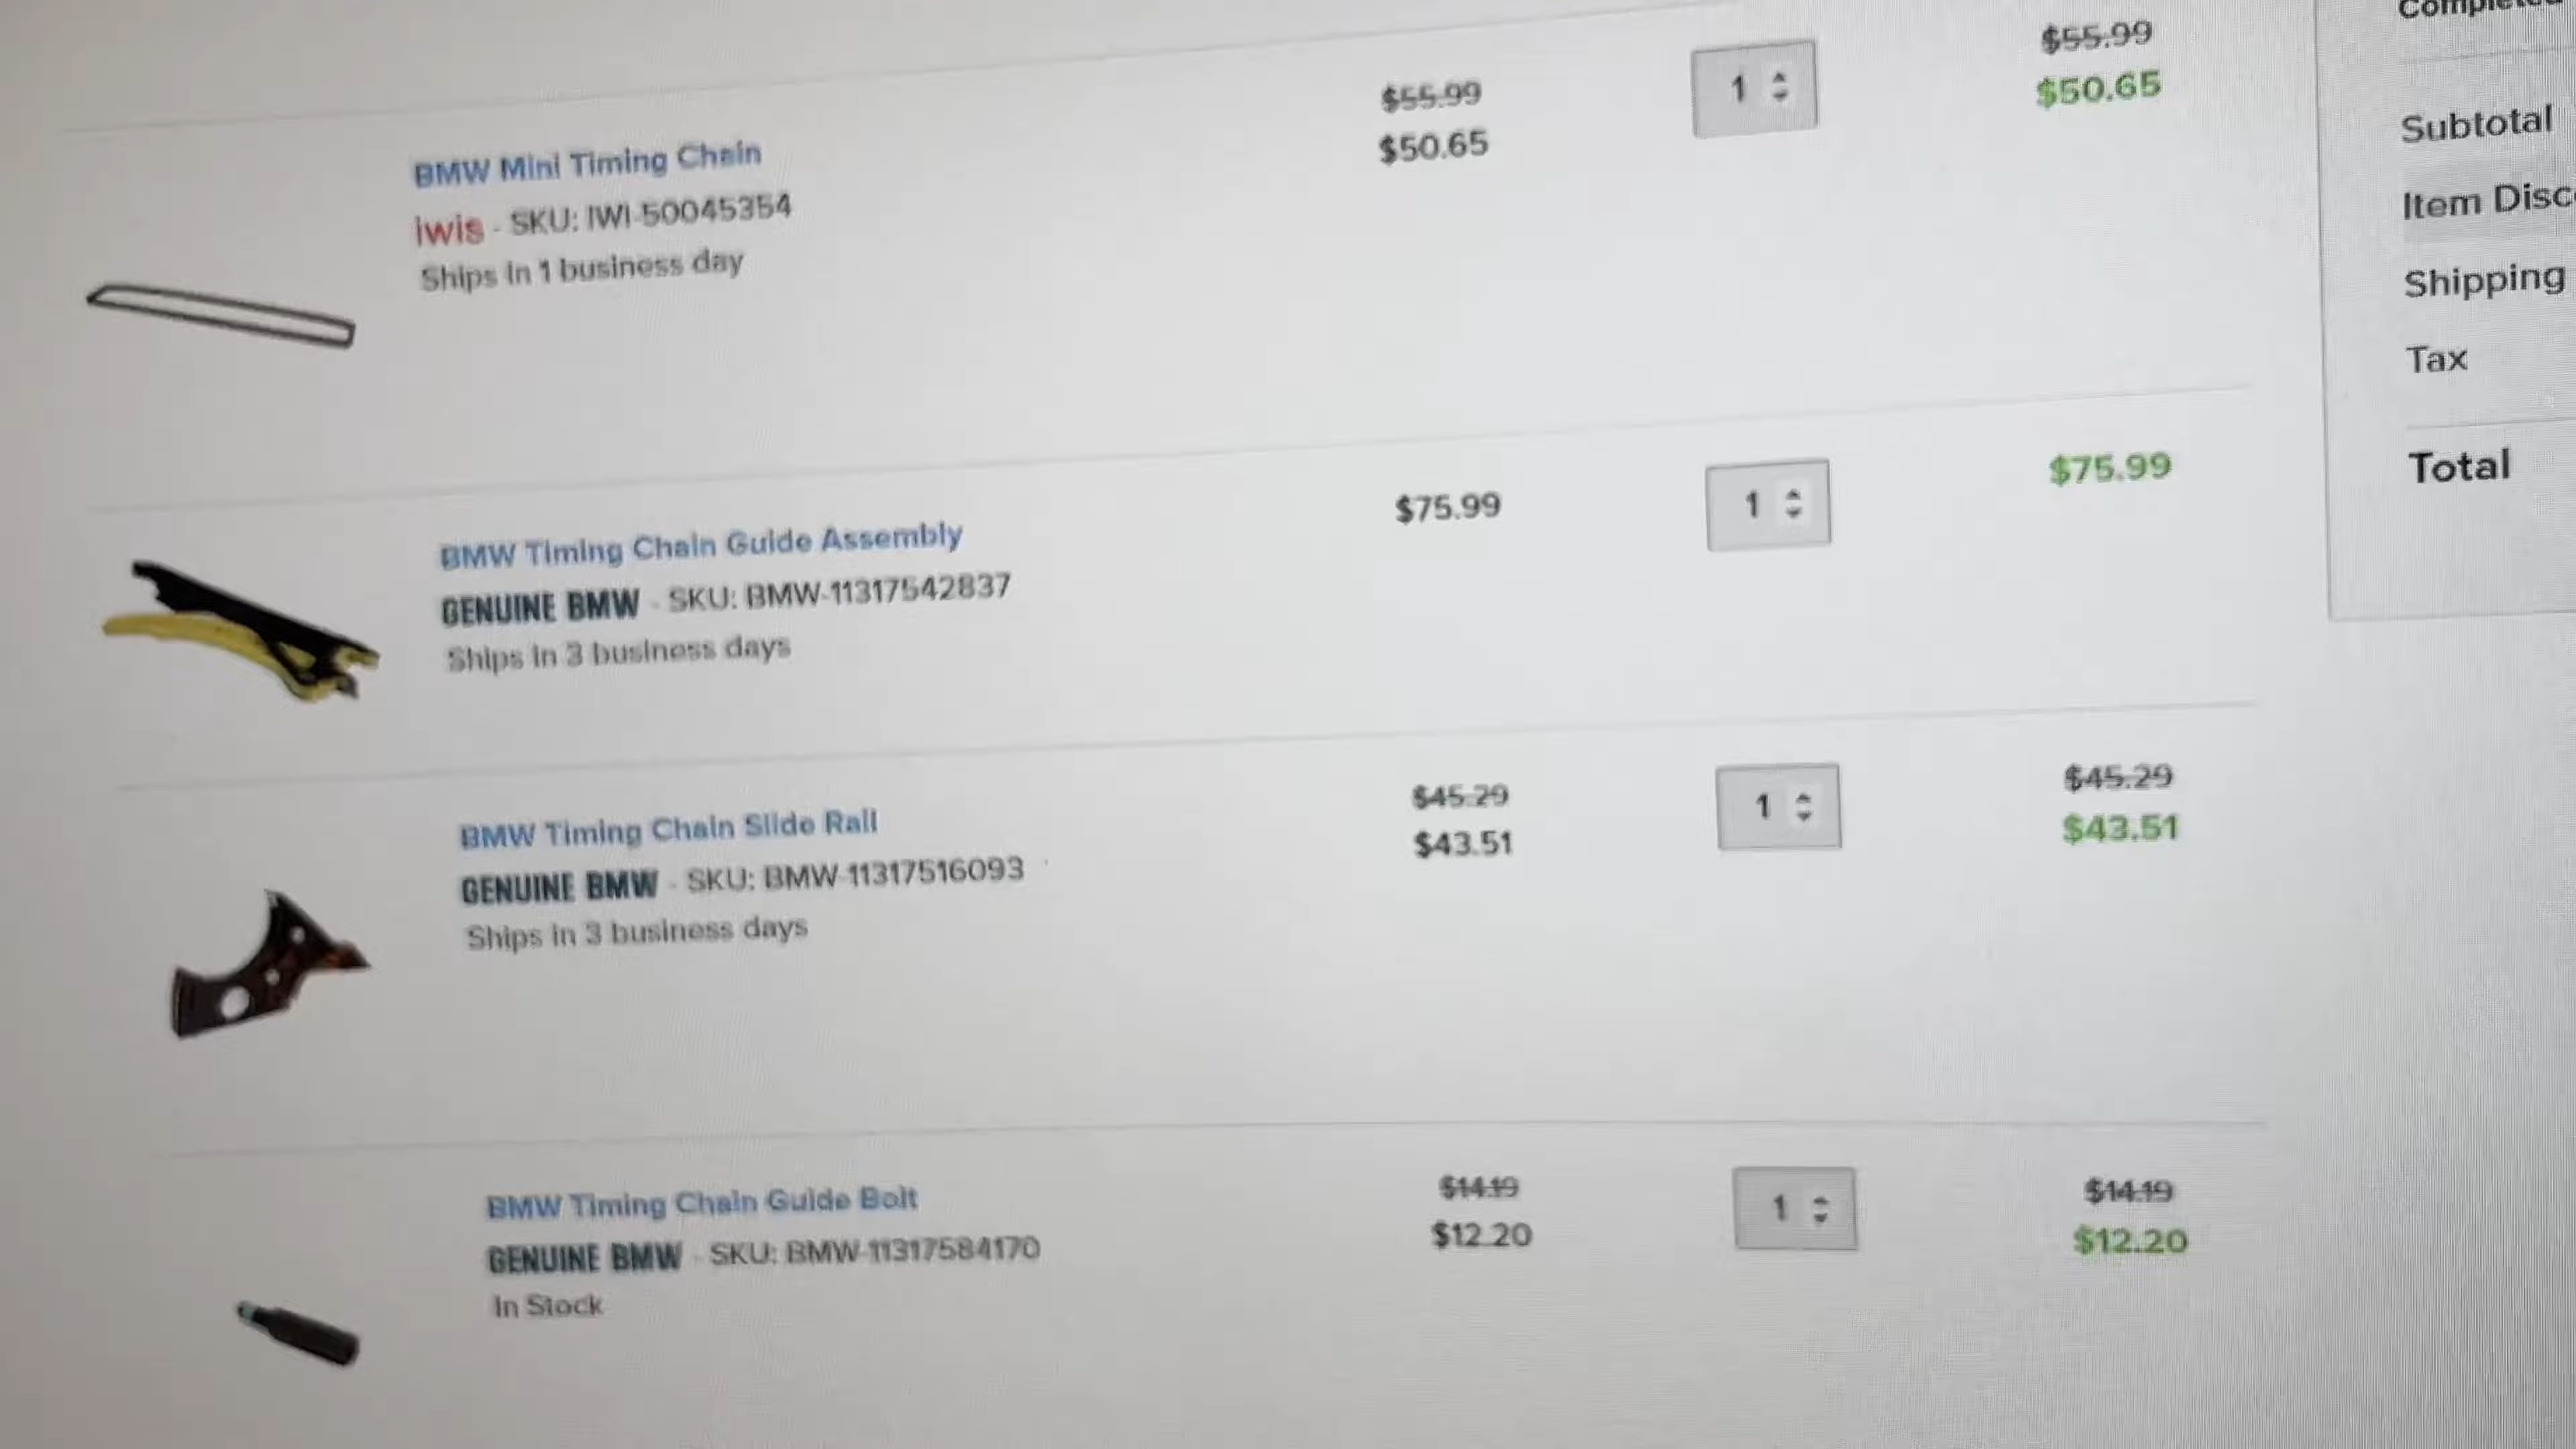 $55.99
$50.65
1
$55.99
$50.65
BMW Mini Timing Chain
iwis - SKU: IWI-50045354
Ships in 1 business day
BMW Timing Chain Guide Assembly
GENUINE BMW - SKU: BMW-11317542837
Ships in 3 business days
$75.99
1
$75.99
BMW Timing Chain Slide Rail
GENUINE BMW - SKU: BMW-11317516093
Ships in 3 business days
$45.29
$43.51
1
$45.29
$43.51
BMW Timing Chain Guide Bolt
GENUINE BMW - SKU: BMW-11317584170
In Stock
$14.19
$12.20
1
$14.19
$12.20
Subtotal
Item
Shipping
Tax
Total